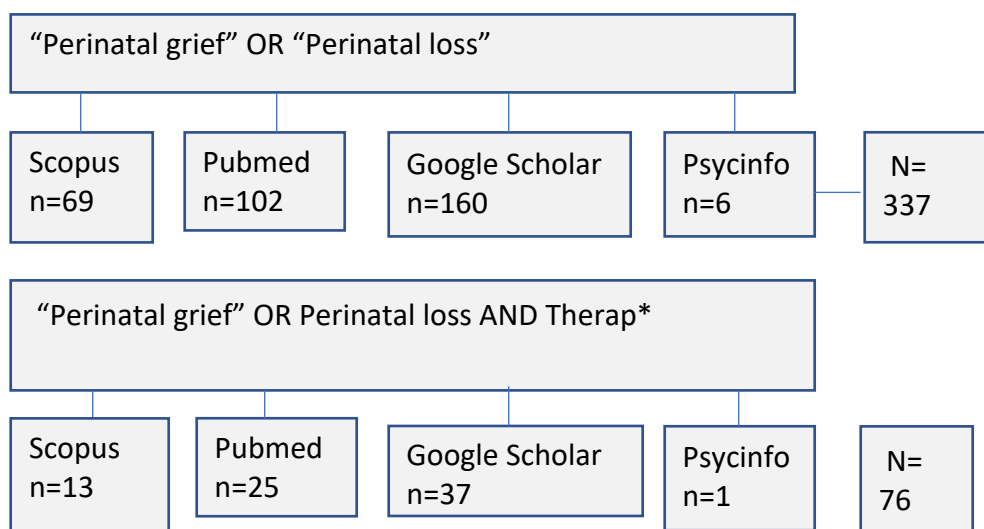 “Perinatal grief” OR “Perinatal loss”
Scopus
n=69
Pubmed
n=102
Google Scholar
n=160
Psycinfo
n=6
N=
337
“Perinatal grief” OR Perinatal loss AND Therap*
Scopus
n=13
Pubmed
n=25
Google Scholar
n=37
Psycinfo
n=1
N=
76